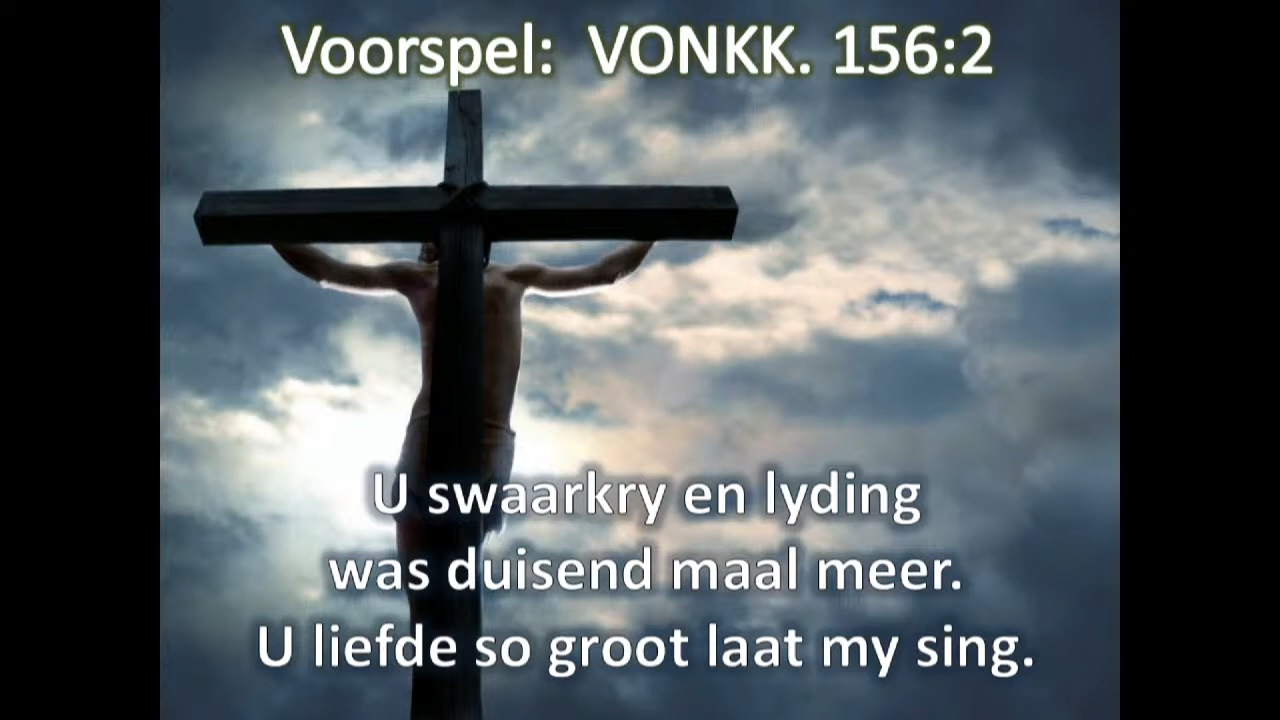 Voorspel: VONKK. 156:2
U swaarkry en lyding
was duisend maal meer.
U liefde so groot laat my sing.